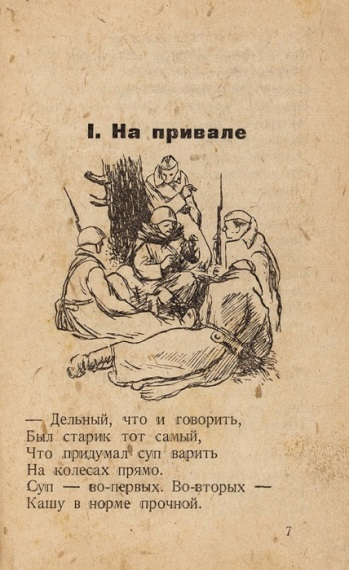 I. На привале
— Дельный, что и говорить,
Был старик тот самый,
Что придумал суп варить
На колесах прямо.
Суп — во-первых. Во-вторых —
Кашу в норме прочной.
7